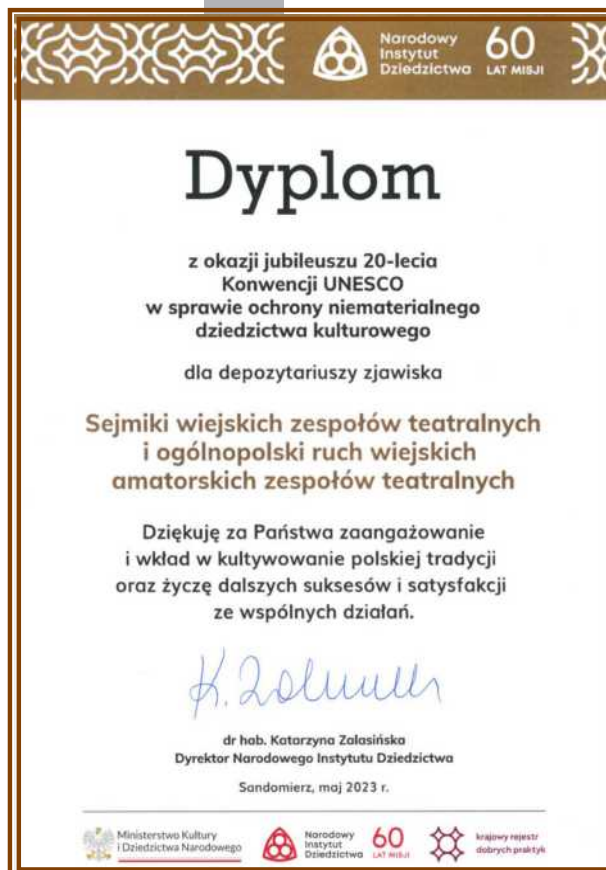 Narodowy
Instytut
Dziedzictwa
60
LAT MISJI
Dyplom
z okazji jubileuszu 20-lecia
Konwencji UNESCO
w sprawie ochrony niematerialnego
dziedzictwa kulturowego
dla depozytariuszy zjawiska
Sejmiki wiejskich zespołów teatralnych
i ogólnopolski ruch wiejskich
amatorskich zespołów teatralnych
Dziękuję za Państwa zaangażowanie
i wkład w kultywowanie polskiej tradycji
oraz życzę dalszych suksesów i satysfakcji
ze wspólnych działań.
dr hab. Katarzyna Zalasińska
Dyrektor Narodowego Instytutu Dziedzictwa
Sandomierz, maj 2023 r.
Ministerstwo Kultury
i Dziedzictwa Narodowego
Narodowy
Instytut
Dziedzictwa
60
LAT MISJI
krajowy rejestr
dobrych praktyk